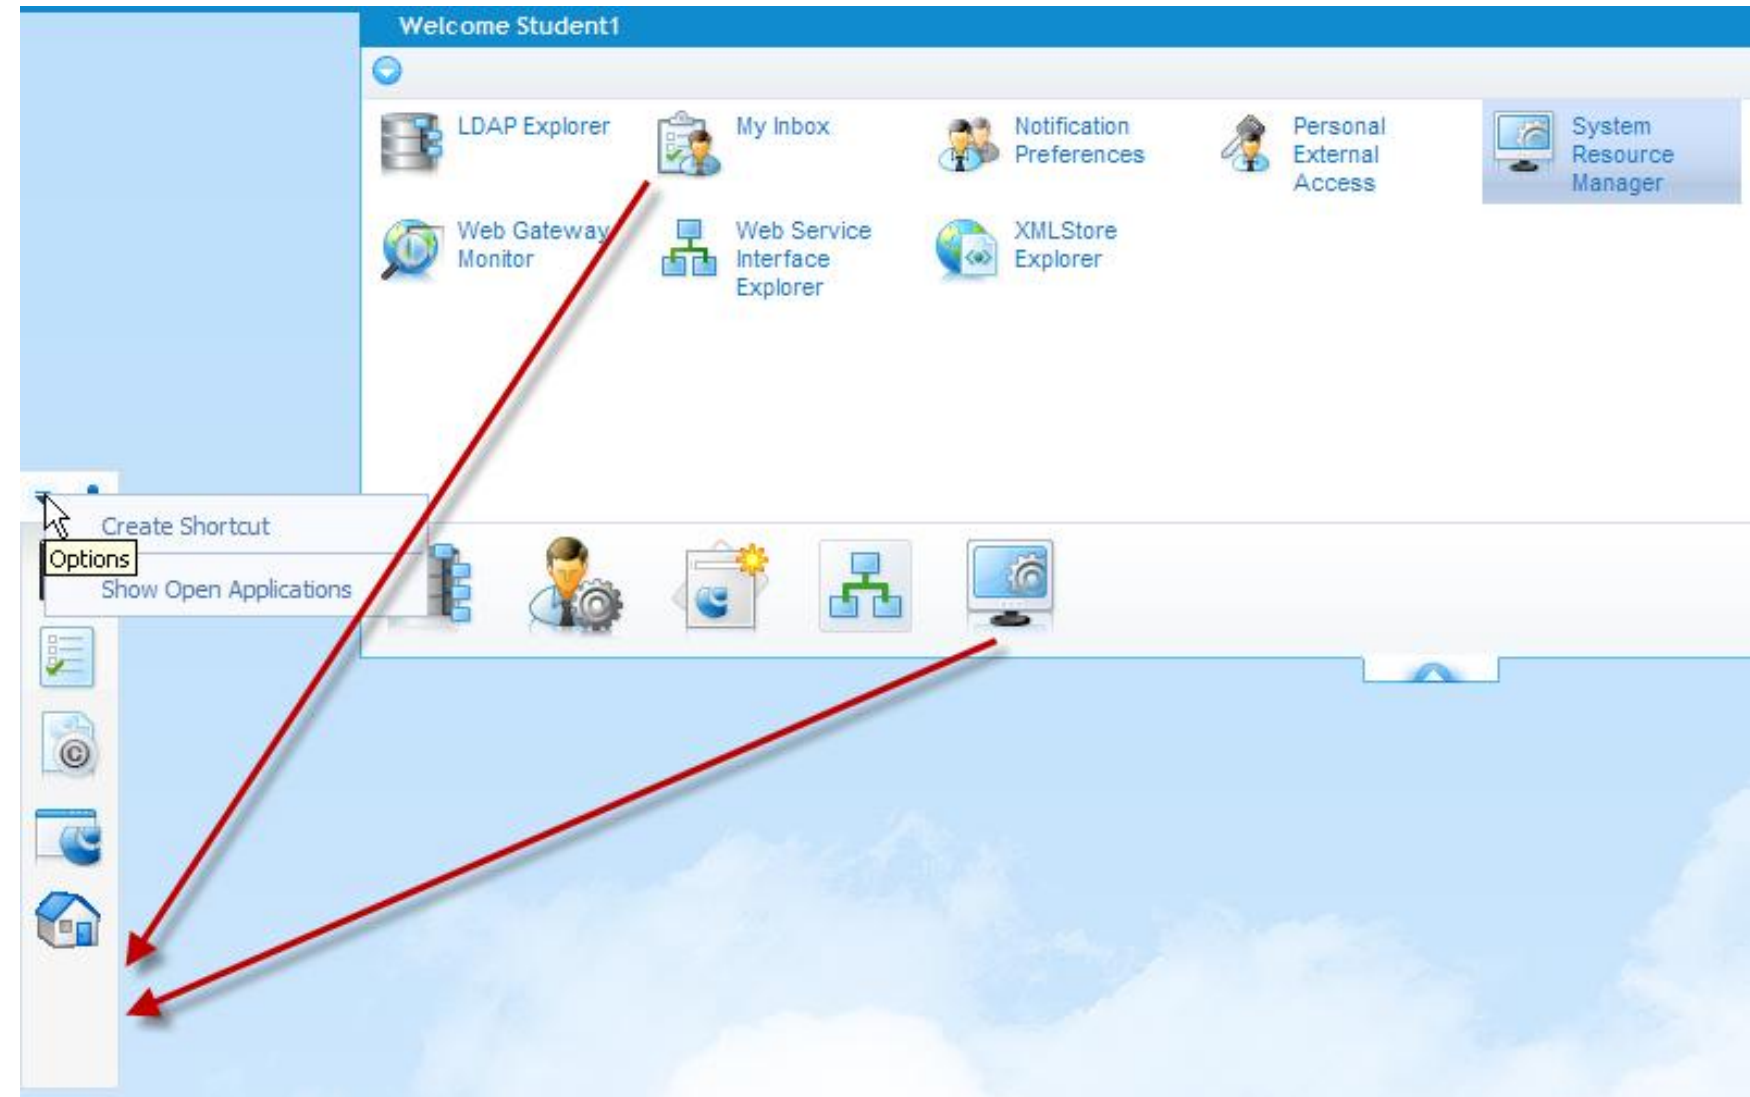 Welcome Student1
LDAP Explorer
My Inbox
Notification
Preferences
Personal
External
Access
System
Resource
Manager
Web Gateway
Monitor
Web Service
Interface
Explorer
XMLStore
Explorer
Create Shortcut
Options
Show Open Applications
©